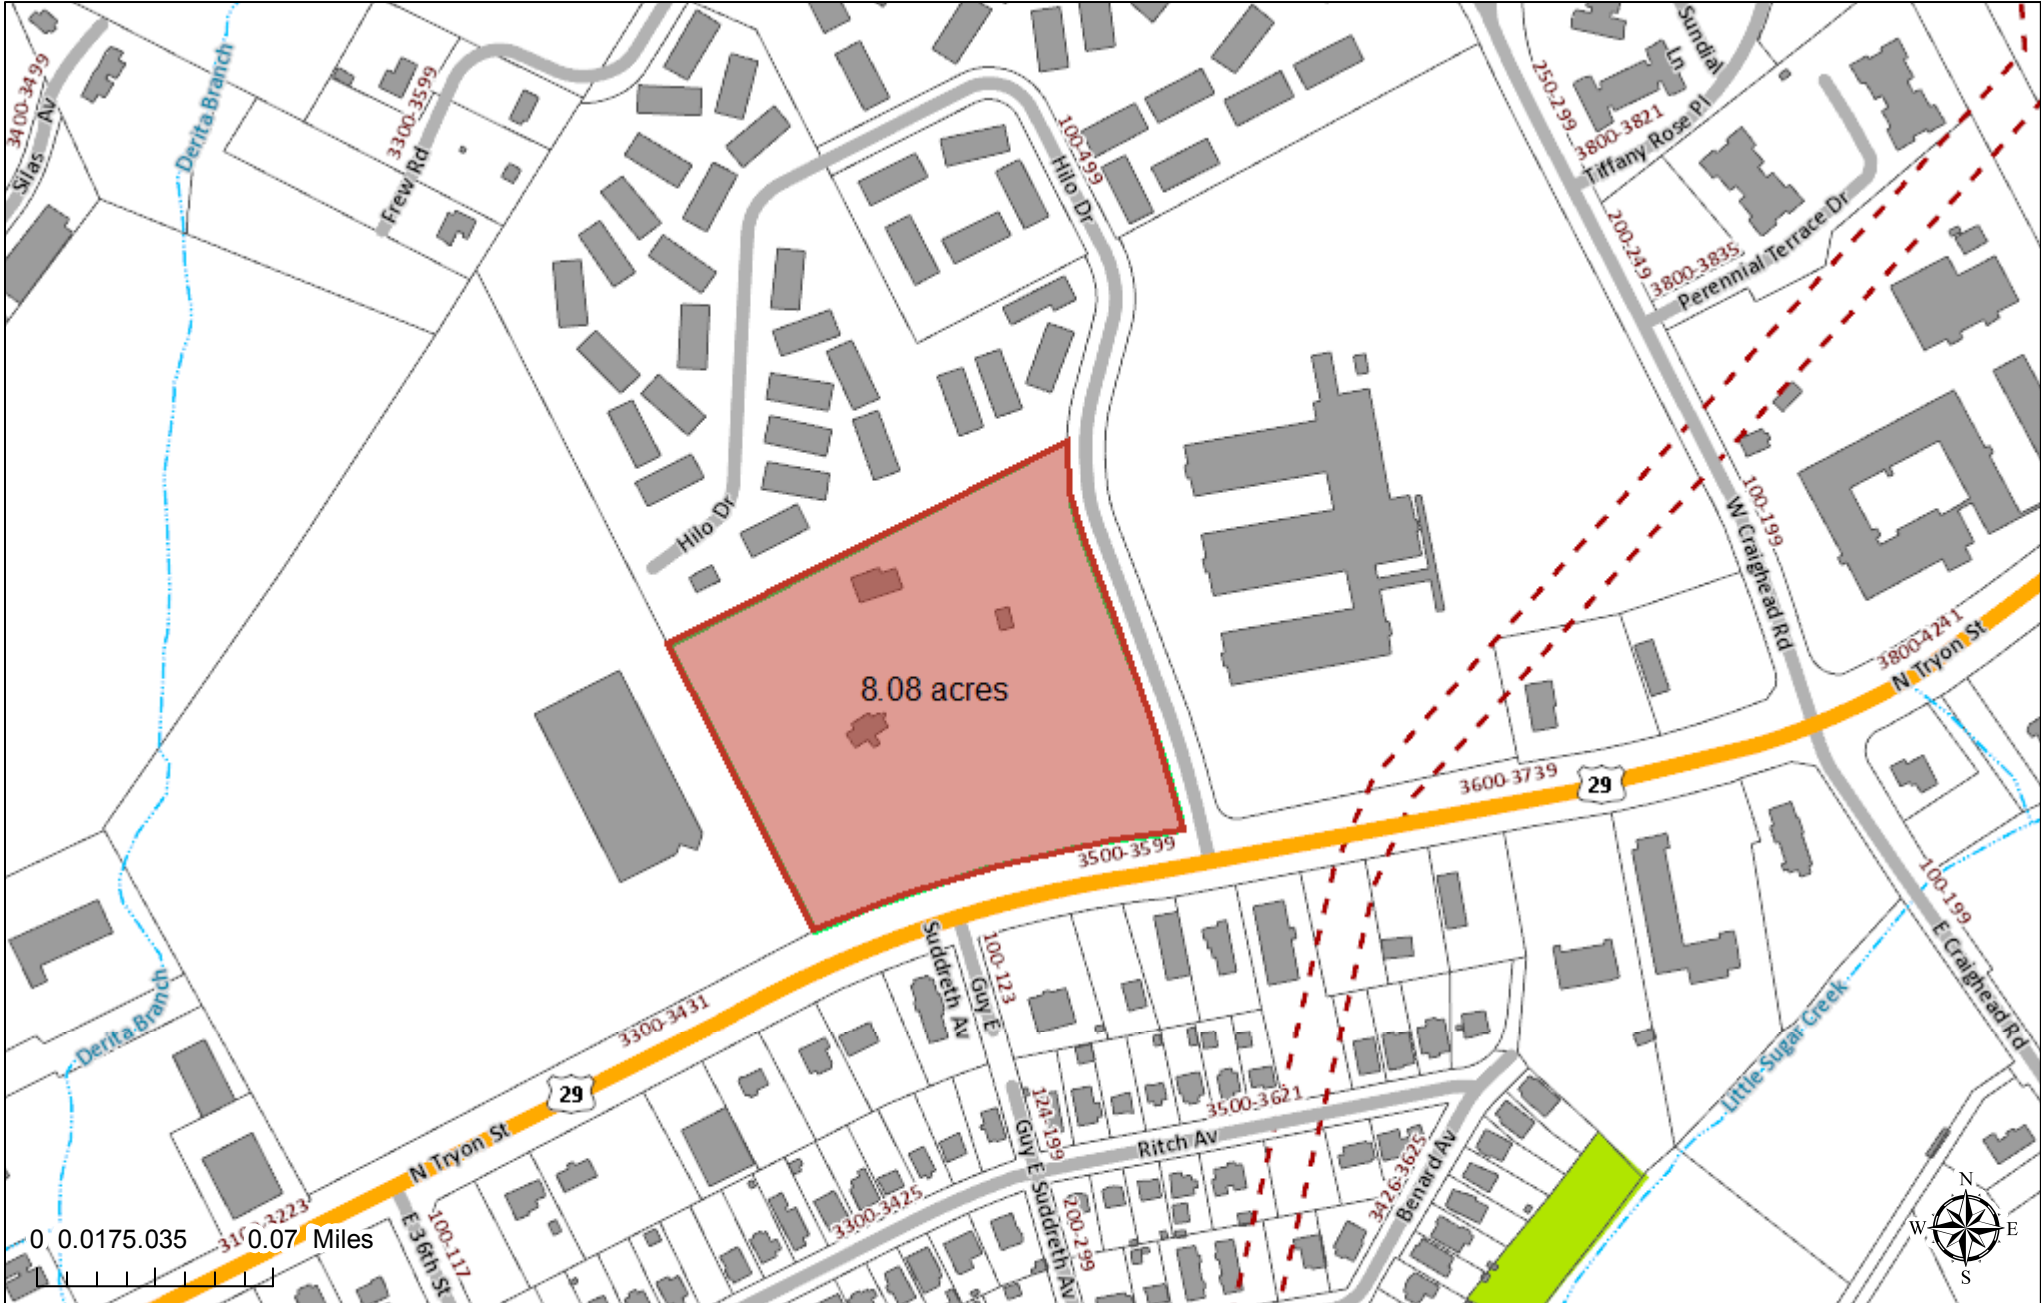 3400-3499
Silas Av
Derita Branch
3300-3599
Frew Rd
100-499
Hilo Dr
250-299
Sundial
Ln
3800-3821
Tiffany Rose Pl
200-249
3800-3835
Perennial Terrace Dr
Hilo Dr
100-199
W Craighead Rd
8.08 acres
3800-4241
N Tryon St
3600-3739
29
3500-3599
100-199
E Craighead Rd
Suddreth Av
Guy E
100-123
Derita Branch
3300-3431
29
N Tryon St
Little Sugar Creek
124-199
Guy E Suddreth Av
3500-3621
Ritch Av
3426-3625
Benard Av
3300-3425
200-299
E 36th St
100-117
0 0.0175.035 0.07 Miles
N
W E
S